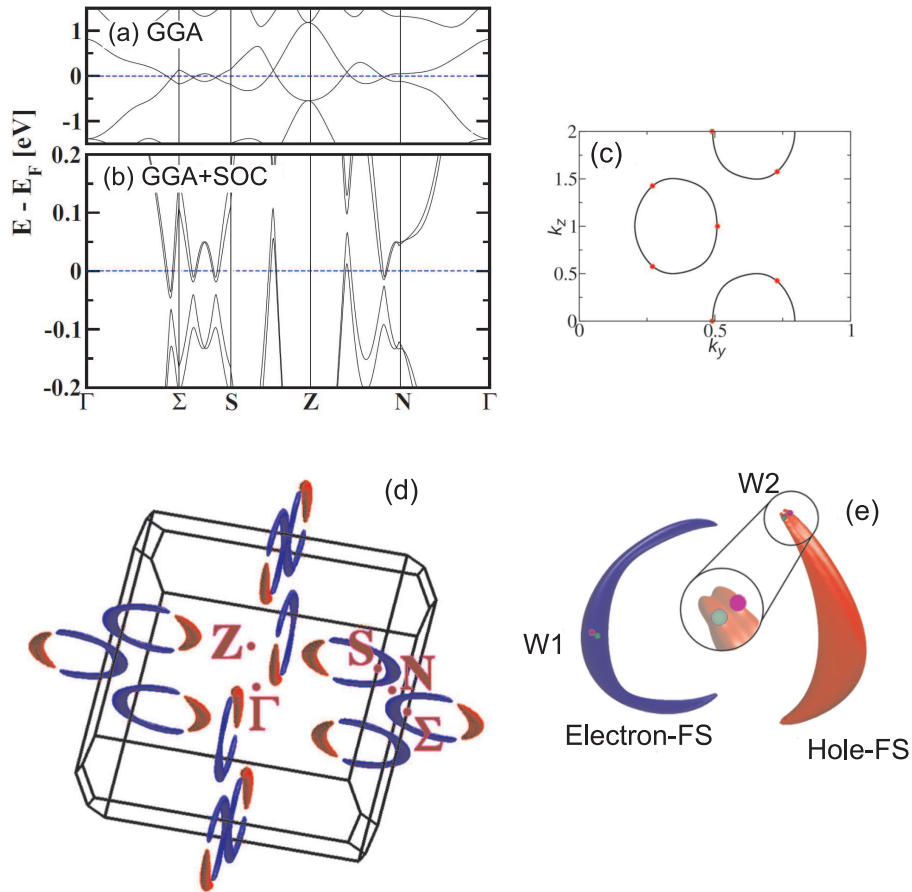 (a) GGA
1
0
-1
E - E_F [eV]
(b) GGA+SOC
0.2
0.1
0
-0.1
-0.2
Γ Σ S Z N Γ
(c)
2
1.5
1
0.5
0
k_z
0 0.5 1
k_y
(d)
Z
Γ
S
N
Σ
(e)
W2
W1
Electron-FS
Hole-FS